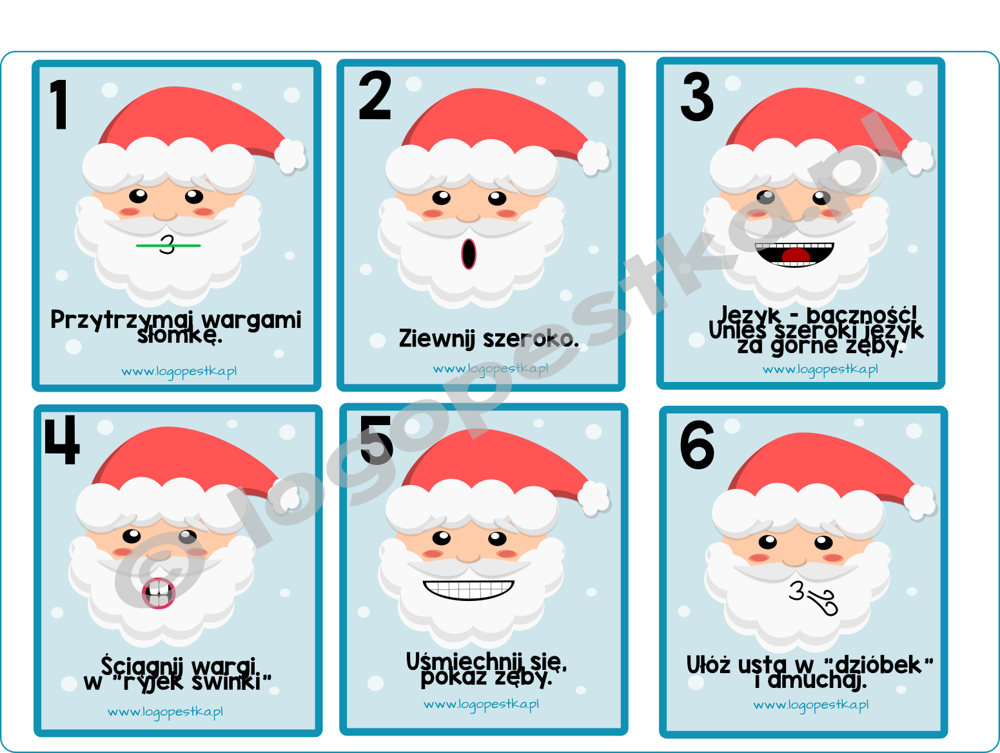 1
Przytrzymaj wargami
słomkę.
www.logopestka.pl
2
Ziewnij szeroko.
www.logopestka.pl
3
Język - baczność!
Unieś szeroki język
za górne zęby.
www.logopestka.pl
4
Ściągnij wargi
w "ryjek świnki"
www.logopestka.pl
5
Uśmiechnij się,
pokaż zęby.
www.logopestka.pl
6
Ułóż usta w "dzióbek"
i dmuchaj.
www.logopestka.pl
© logopestka.pl